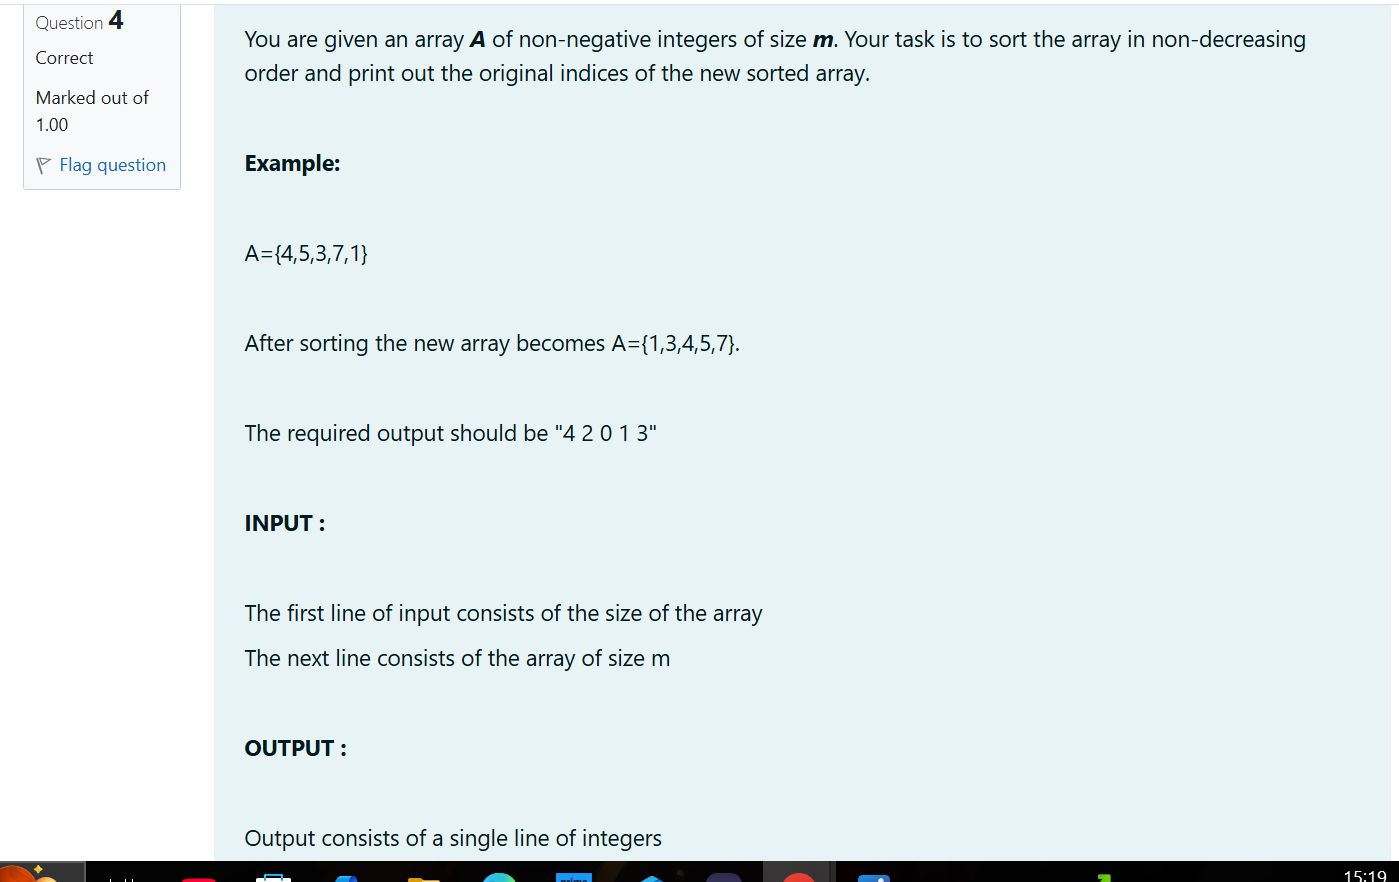 Question 4
Correct
Marked out of
1.00
Flag question
You are given an array A of non-negative integers of size m. Your task is to sort the array in non-decreasing
order and print out the original indices of the new sorted array.
Example:
A={4,5,3,7,1}
After sorting the new array becomes A={1,3,4,5,7}.
The required output should be "4 2 0 1 3"
INPUT :
The first line of input consists of the size of the array
The next line consists of the array of size m
OUTPUT :
Output consists of a single line of integers
prime
15:19